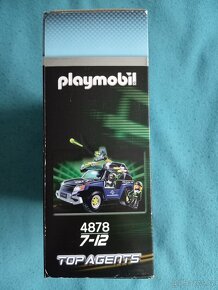 playmobil
4878
7-12
TOP AGENTS